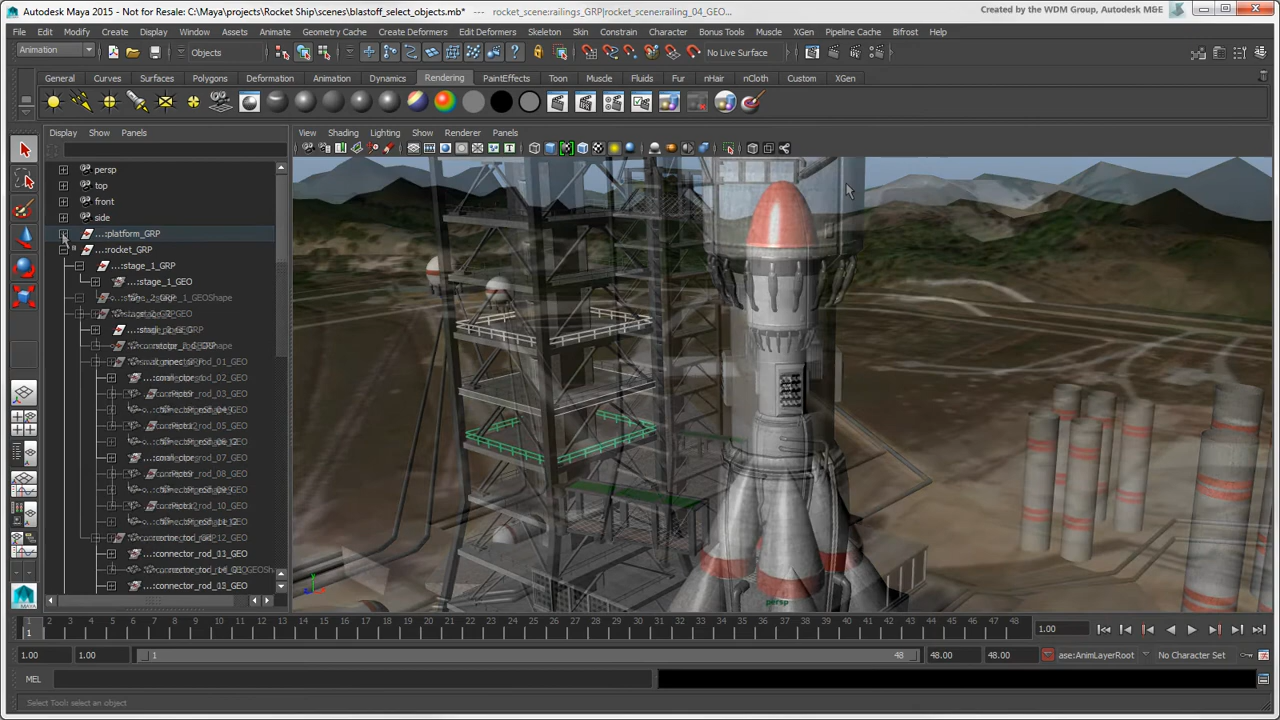 Autodesk Maya 2015 - Not for Resale: C:\Maya\projects\Rocket Ship\scenes\blastoff_select_objects.mb*   ---   rocket_scene:railings_GRP|rocket_scene:railing_04_GEO...
Created by the WDM Group, Autodesk M&E
File Edit Modify Create Display Window Assets Animate Geometry Cache Create Deformers Edit Deformers Skeleton Skin Constrain Character Bonus Tools Muscle XGen Pipeline Cache Bifrost Help
Animation Objects No Live Surface
General Curves Surfaces Polygons Deformation Animation Dynamics Rendering PaintEffects Toon Muscle Fluids Fur nHair nCloth Custom XGen
Display Show Panels
View Shading Lighting Show Renderer Panels
persp
top
front
side
...:platform_GRP
...:rocket_GRP
...:stage_1_GRP
...:stage_1_GEO
...:connector_rod_03_GEO
persp
1 2 3 4 5 6 7 8 9 10 11 12 13 14 15 16 17 18 19 20 21 22 23 24 25 26 27 28 29 30 31 32 33 34 35 36 37 38 39 40 41 42 43 44 45 46 47 48
1
1.00
1.00 1.00 1 48 48.00 48.00 ase:AnimLayerRoot No Character Set
MEL
Select Tool: select an object
MAYA